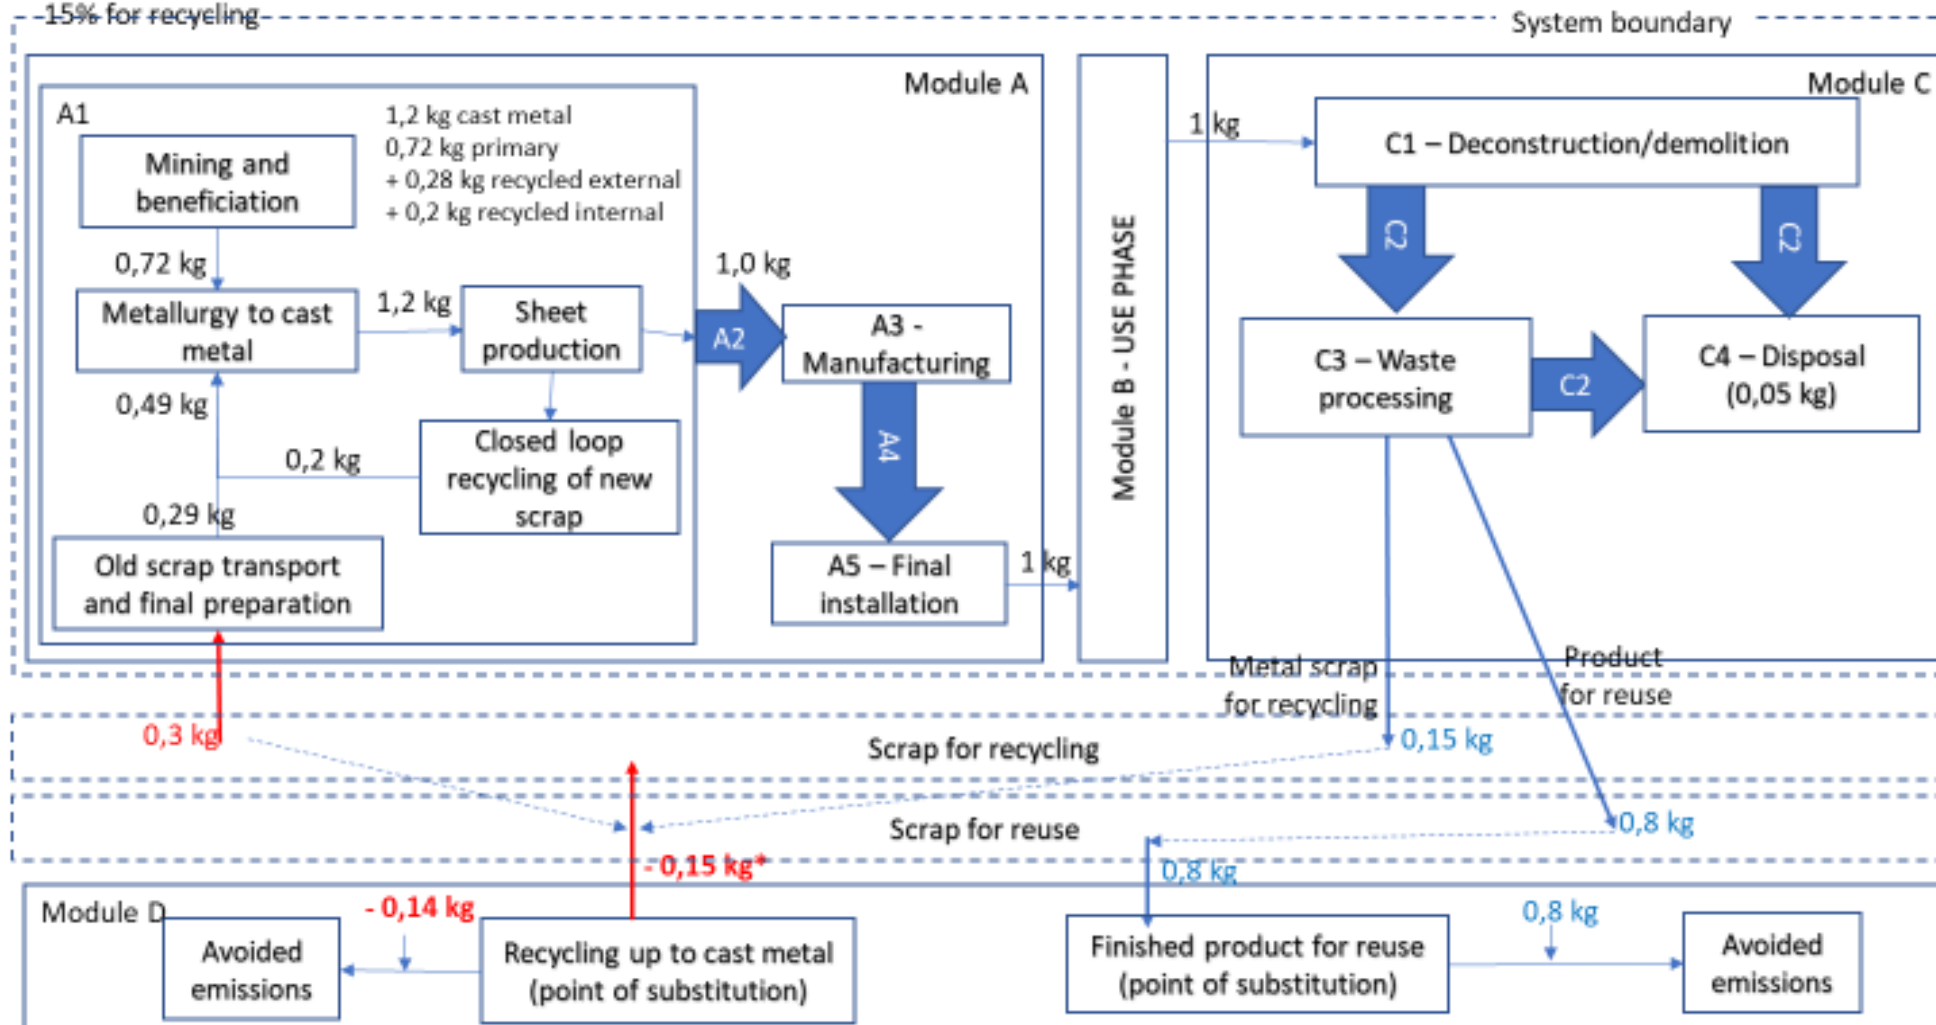 15% for recycling
System boundary
Module A
A1
1,2 kg cast metal
0,72 kg primary
+ 0,28 kg recycled external
+ 0,2 kg recycled internal
Mining and
beneficiation
0,72 kg
Metallurgy to cast
metal
1,2 kg
Sheet
production
1,0 kg
A2
A3 -
Manufacturing
0,49 kg
0,2 kg
Closed loop
recycling of new
scrap
A4
0,29 kg
Old scrap transport
and final preparation
A5 – Final
installation
1 kg
Module B - USE PHASE
Module C
1 kg
C1 – Deconstruction/demolition
C2
C2
C3 – Waste
processing
C2
C4 – Disposal
(0,05 kg)
Metal scrap
for recycling
Product
for reuse
0,3 kg
Scrap for recycling
0,15 kg
Scrap for reuse
0,8 kg
- 0,15 kg*
0,8 kg
Module D
- 0,14 kg
Avoided
emissions
Recycling up to cast metal
(point of substitution)
Finished product for reuse
(point of substitution)
0,8 kg
Avoided
emissions